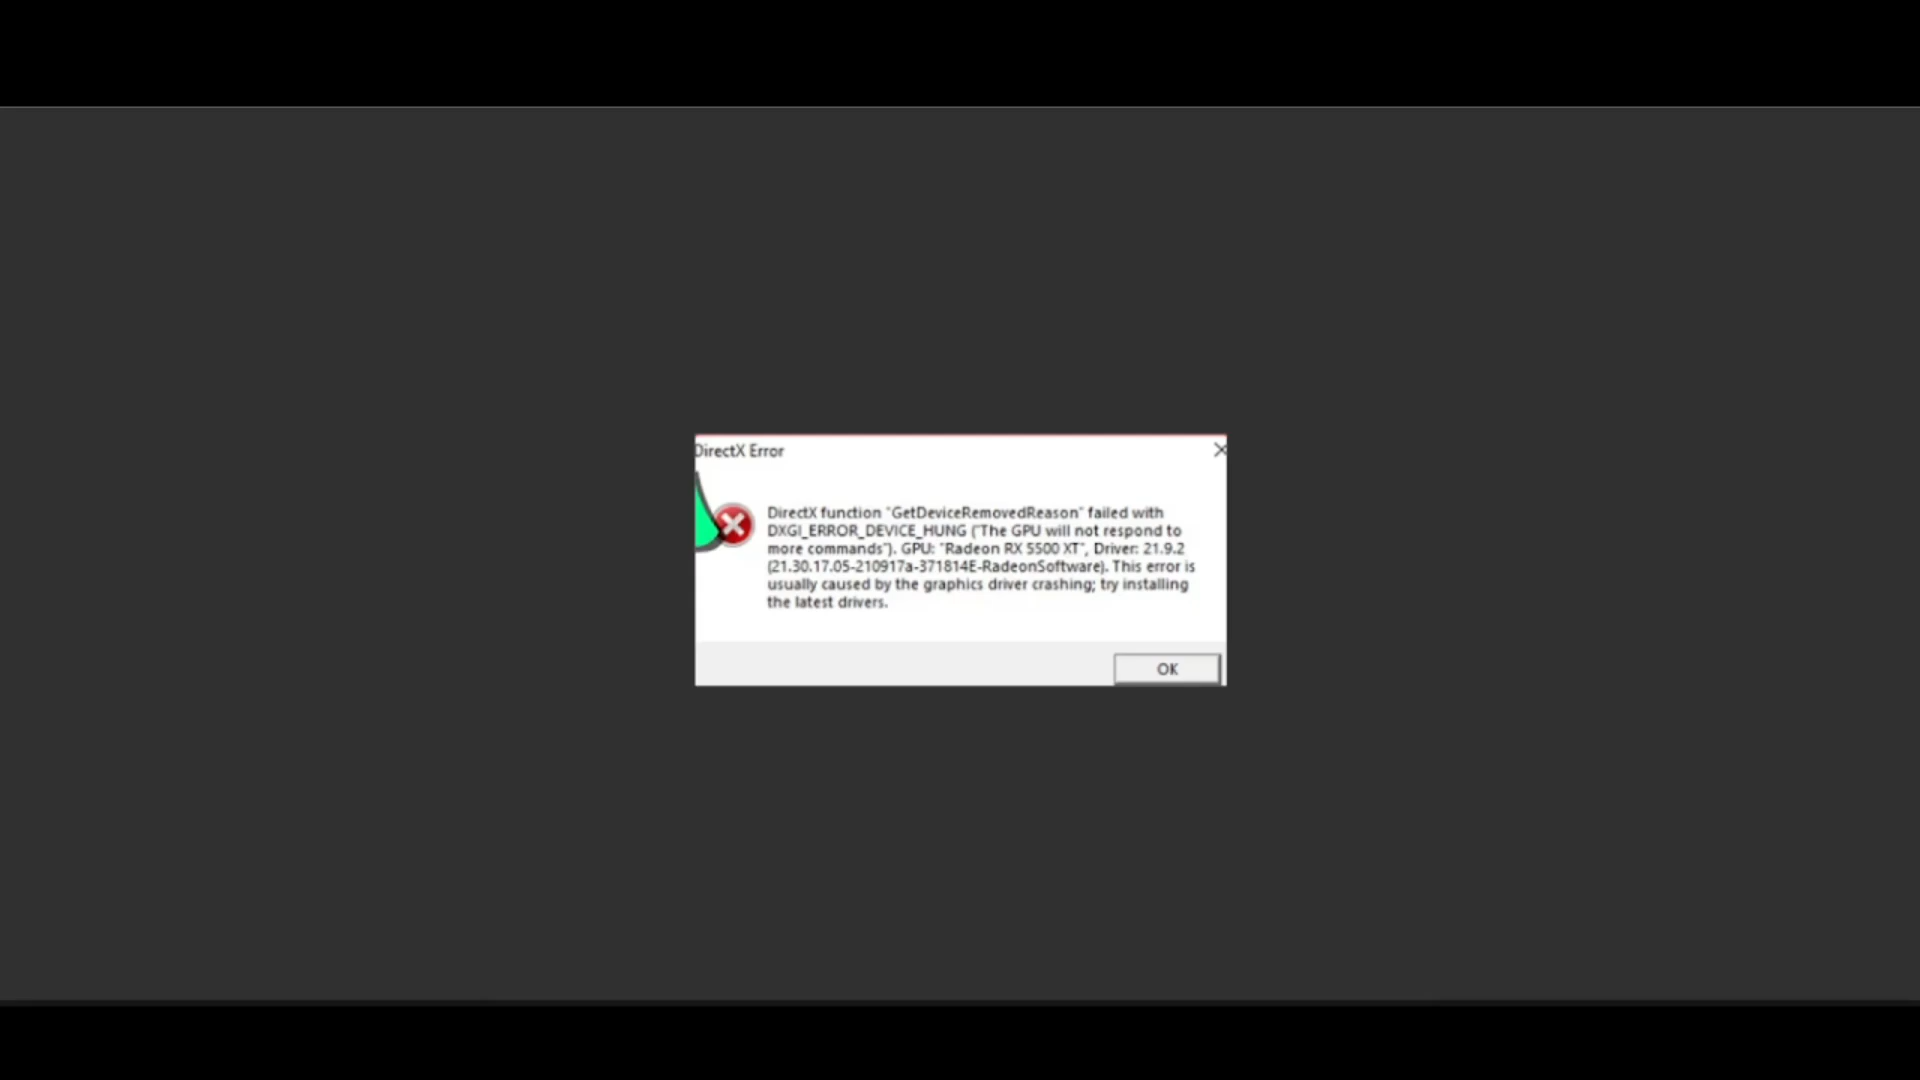 DirectX Error
DirectX function "GetDeviceRemovedReason" failed with
DXGI_ERROR_DEVICE_HUNG ("The GPU will not respond to
more commands"). GPU: "Radeon RX 5500 XT", Driver: 21.9.2
(21.30.17.05-210917a-371814E-RadeonSoftware). This error is
usually caused by the graphics driver crashing; try installing
the latest drivers.
OK